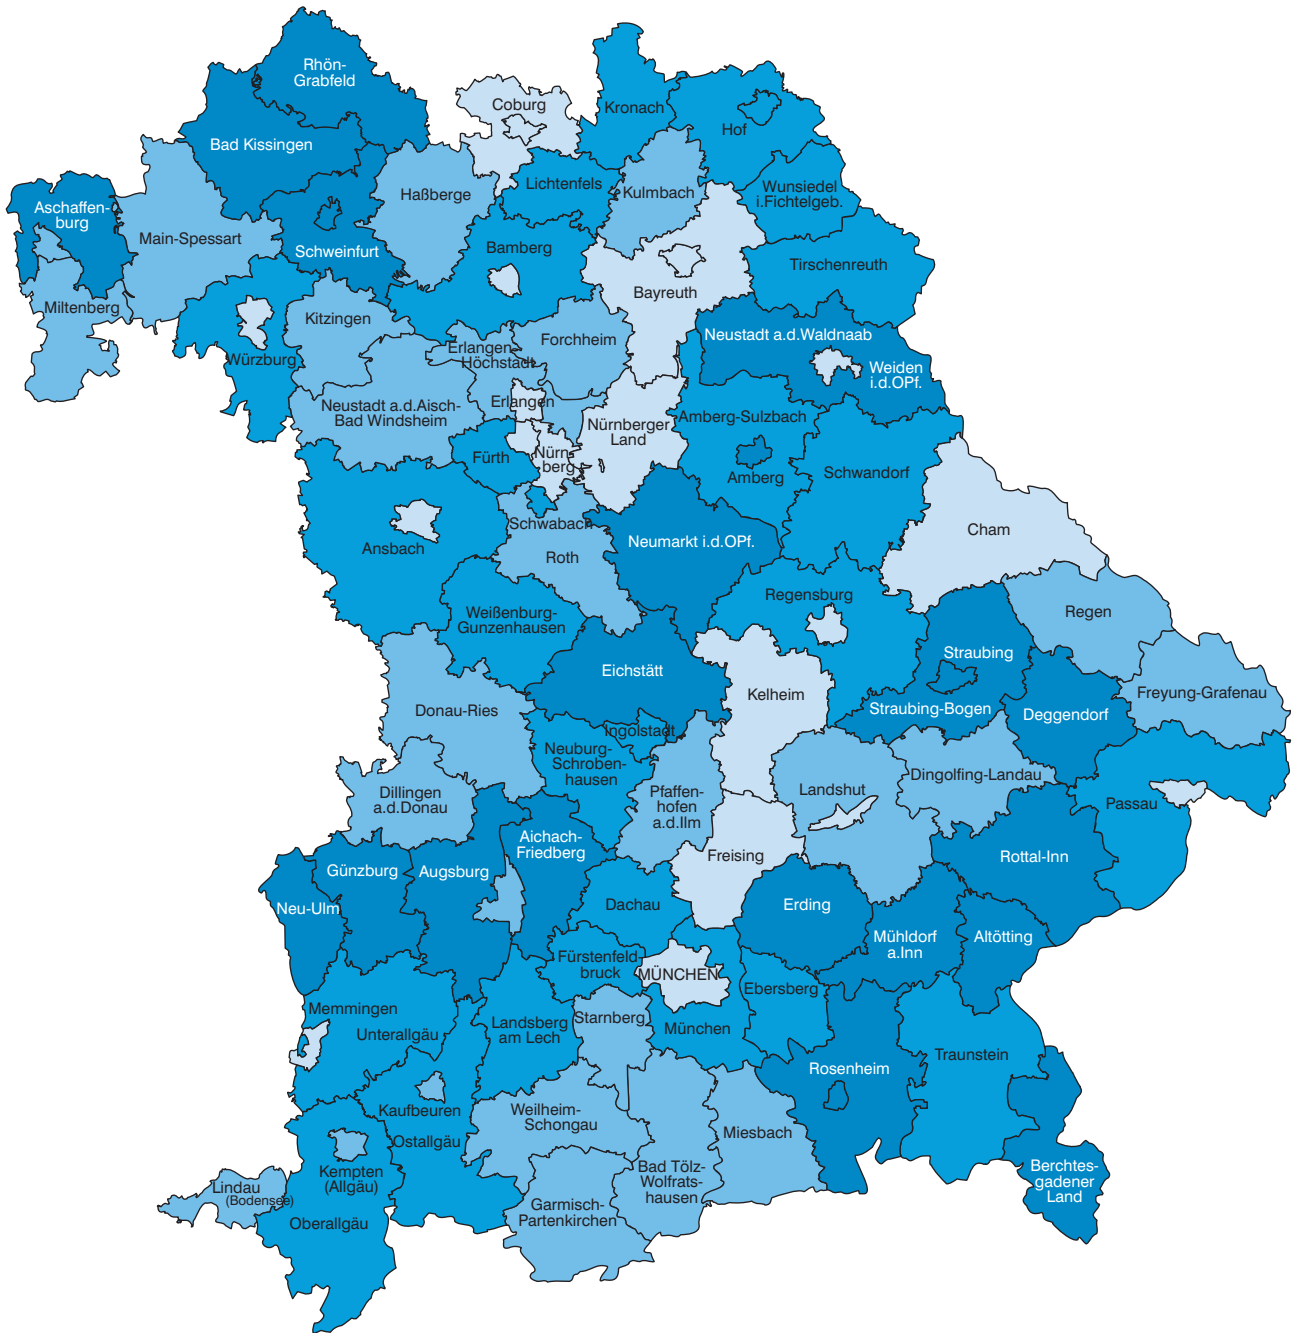 Rhön-
Grabfeld
Coburg
Kronach
Hof
Bad Kissingen
Haßberge
Lichtenfels
Kulmbach
Wunsiedel
i.Fichtelgeb.
Aschaffen-
burg
Main-Spessart
Schweinfurt
Bamberg
Bayreuth
Tirschenreuth
Miltenberg
Kitzingen
Würzburg
Erlangen-
Höchstadt
Forchheim
Neustadt a.d.Waldnaab
Weiden
i.d.OPf.
Neustadt a.d.Aisch-
Bad Windsheim
Erlangen
Nürnberger
Land
Amberg-Sulzbach
Fürth
Nürn-
berg
Amberg
Schwandorf
Cham
Ansbach
Schwabach
Roth
Neumarkt i.d.OPf.
Weißenburg-
Gunzenhausen
Regensburg
Regen
Eichstätt
Straubing
Kelheim
Freyung-Grafenau
Donau-Ries
Straubing-Bogen
Deggendorf
Ingolstadt
Neuburg-
Schroben-
hausen
Dillingen
a.d.Donau
Pfaffen-
hofen
a.d.Ilm
Landshut
Dingolfing-Landau
Passau
Aichach-
Friedberg
Günzburg
Augsburg
Freising
Rottal-Inn
Neu-Ulm
Dachau
Erding
Mühldorf
a.Inn
Altötting
Fürstenfeld
bruck
MÜNCHEN
Ebersberg
Memmingen
Unterallgäu
Landsberg
am Lech
Starnberg
München
Traunstein
Rosenheim
Kaufbeuren
Ostallgäu
Weilheim-
Schongau
Miesbach
Kempten
(Allgäu)
Lindau
(Bodensee)
Bad Tölz-
Wolfrats-
hausen
Berchtes-
gadener
Land
Oberallgäu
Garmisch-
Partenkirchen